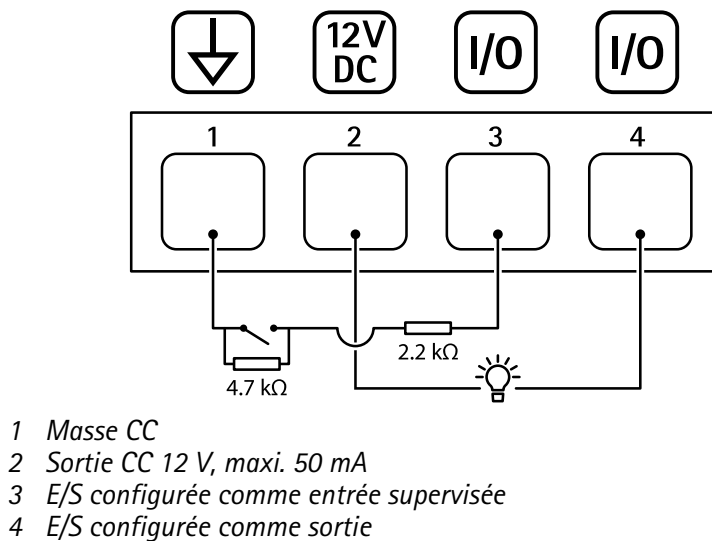 12V
DC
I/O
I/O
1
2
3
4
2.2 kΩ
4.7 kΩ
1 Masse CC
2 Sortie CC 12 V, maxi. 50 mA
3 E/S configurée comme entrée supervisée
4 E/S configurée comme sortie